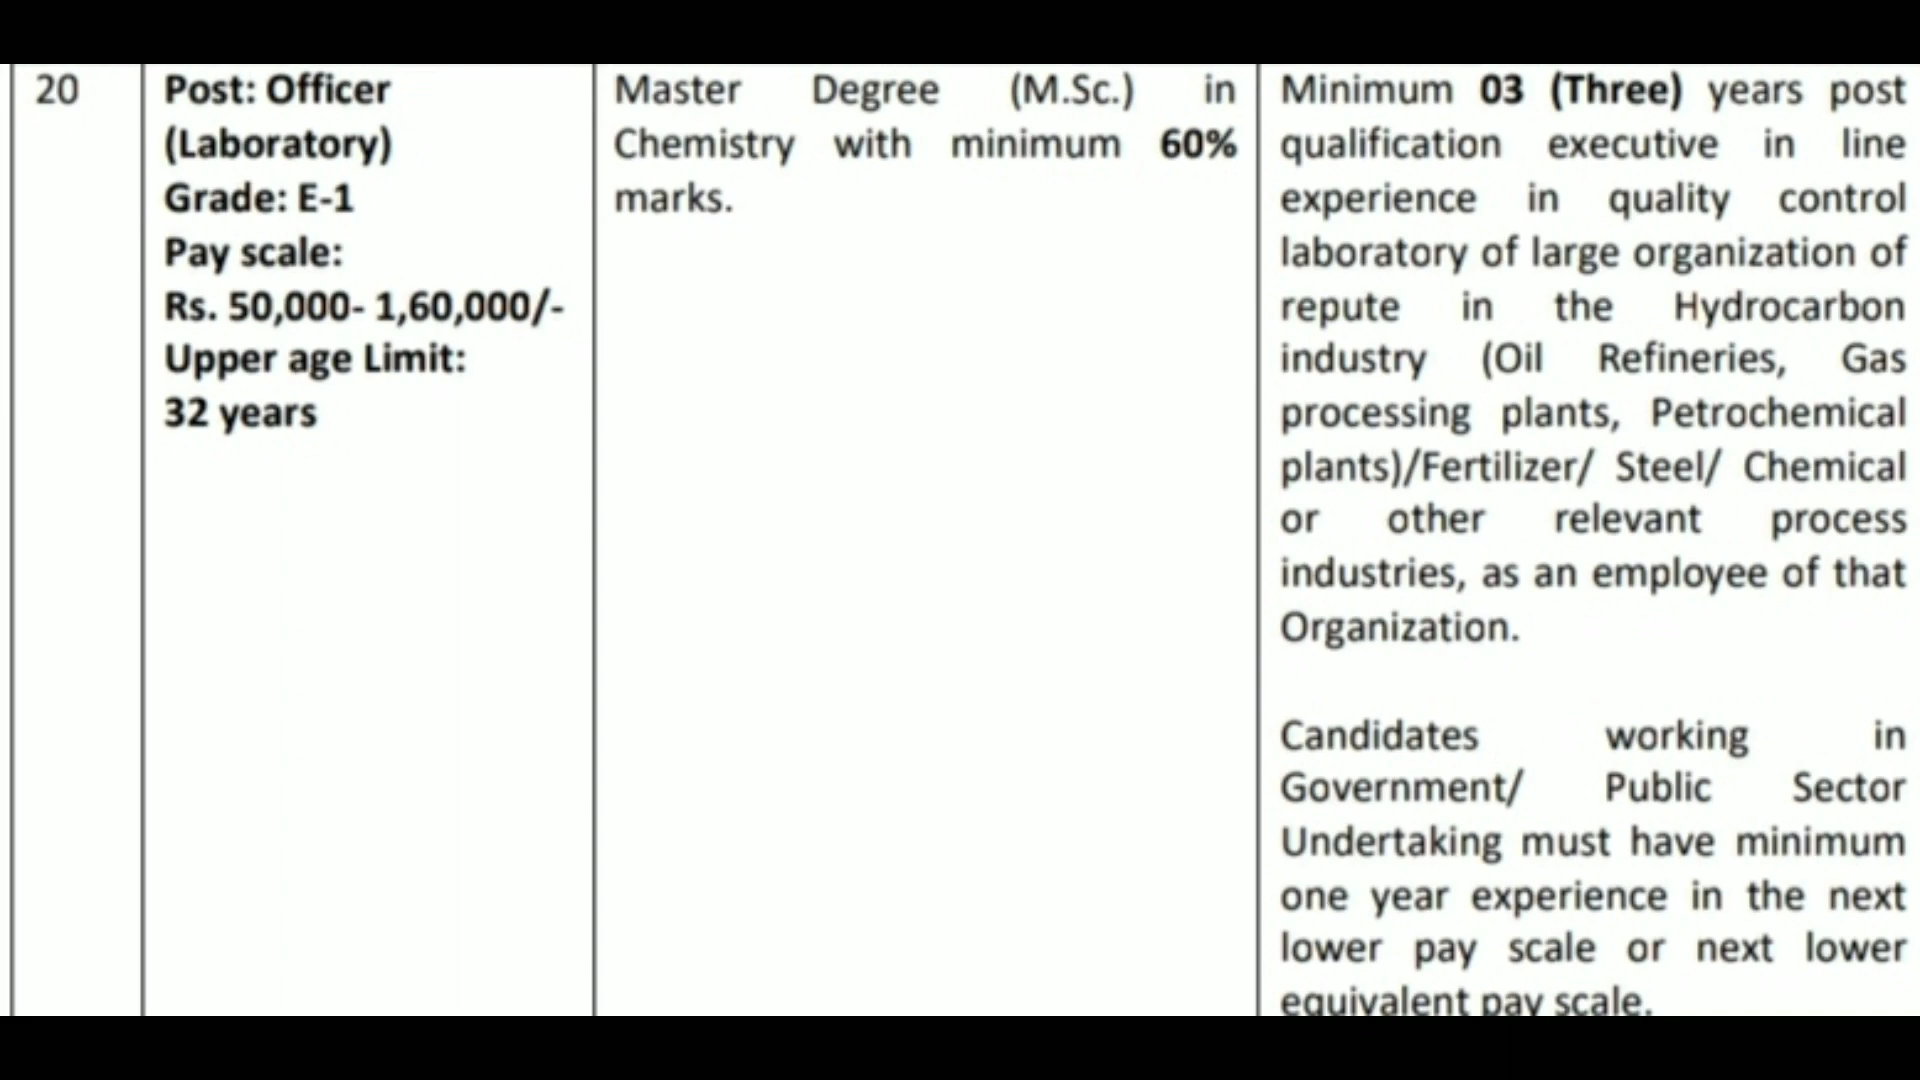 20
Post: Officer
(Laboratory)
Grade: E-1
Pay scale:
Rs. 50,000- 1,60,000/-
Upper age Limit:
32 years
Master Degree (M.Sc.) in
Chemistry with minimum 60%
marks.
Minimum 03 (Three) years post
qualification executive in line
experience in quality control
laboratory of large organization of
repute in the Hydrocarbon
industry (Oil Refineries, Gas
processing plants, Petrochemical
plants)/Fertilizer/ Steel/ Chemical
or other relevant process
industries, as an employee of that
Organization.
Candidates working in
Government/ Public Sector
Undertaking must have minimum
one year experience in the next
lower pay scale or next lower
equivalent pay scale.